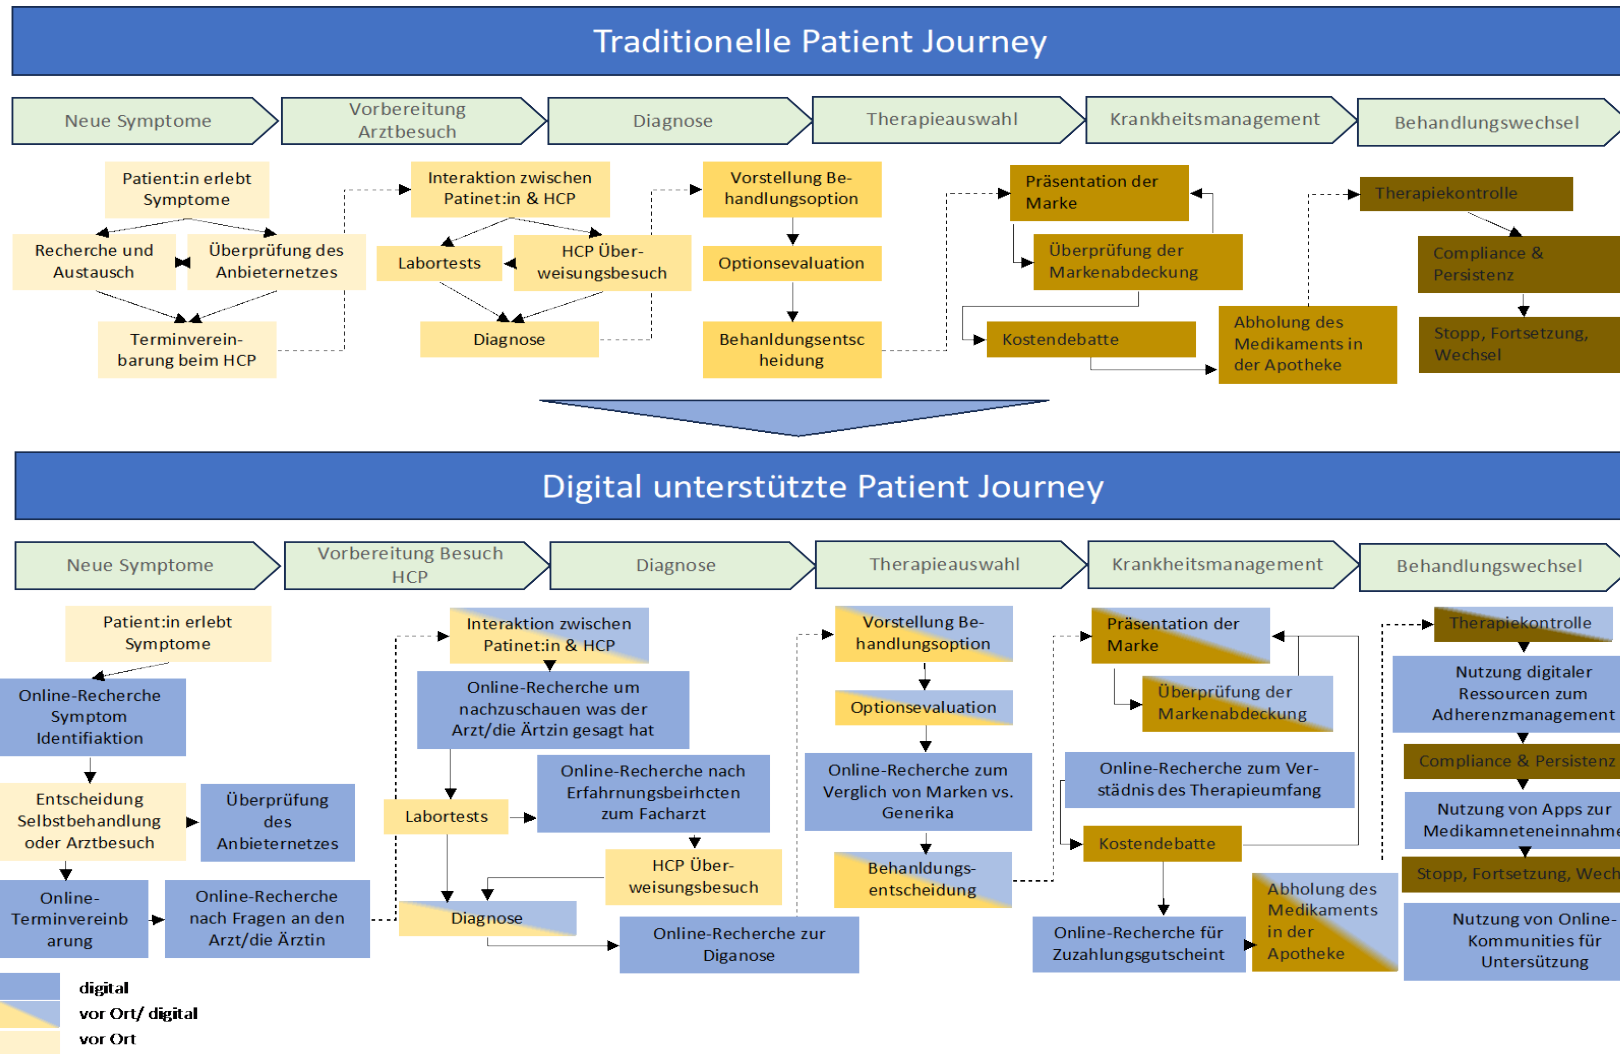 Traditionelle Patient Journey
Neue Symptome
Vorbereitung
Arztbesuch
Diagnose
Therapieauswahl
Krankheitsmanagement
Behandlungswechsel
Patient:in erlebt
Symptome
Recherche und
Austausch
Überprüfung des
Anbieternetzes
Terminverein-
barung beim HCP
Interaktion zwischen
Patinet:in & HCP
Labortests
HCP Über-
weisungsbesuch
Diagnose
Vorstellung Be-
handlungsoption
Optionsevaluation
Behanldungsentsc
heidung
Präsentation der
Marke
Überprüfung der
Markenabdeckung
Kostendebatte
Abholung des
Medikaments in
der Apotheke
Therapiekontrolle
Compliance &
Persistenz
Stopp, Fortsetzung,
Wechsel
Digital unterstützte Patient Journey
Neue Symptome
Vorbereitung Besuch
HCP
Diagnose
Therapieauswahl
Krankheitsmanagement
Behandlungswechsel
Patient:in erlebt
Symptome
Online-Recherche
Symptom
Identifiaktion
Entscheidung
Selbstbehandlung
oder Arztbesuch
Überprüfung
des
Anbieternetzes
Online-
Terminvereinb
arung
Online-Recherche
nach Fragen an den
Arzt/die Ärztin
Interaktion zwischen
Patinet:in & HCP
Online-Recherche um
nachzuschauen was der
Arzt/die Ärtzin gesagt hat
Labortests
Online-Recherche nach
Erfahrnungsbeirhcten
zum Facharzt
HCP Über-
weisungsbesuch
Diagnose
Online-Recherche zur
Diganose
Vorstellung Be-
handlungsoption
Optionsevaluation
Online-Recherche zum
Verglich von Marken vs.
Generika
Behanldungs-
entscheidung
Präsentation der
Marke
Überprüfung der
Markenabdeckung
Online-Recherche zum Ver-
städnis des Therapieumfang
Kostendebatte
Online-Recherche für
Zuzahlungsgutscheint
Abholung des
Medikaments
in der
Apotheke
Therapiekontrolle
Nutzung digitaler
Ressourcen zum
Adherenzmanagement
Compliance & Persistenz
Nutzung von Apps zur
Medikamneteneinnahme
Stopp, Fortsetzung, Wech
Nutzung von Online-
Kommunities für
Untersützung
digital
vor Ort/ digital
vor Ort